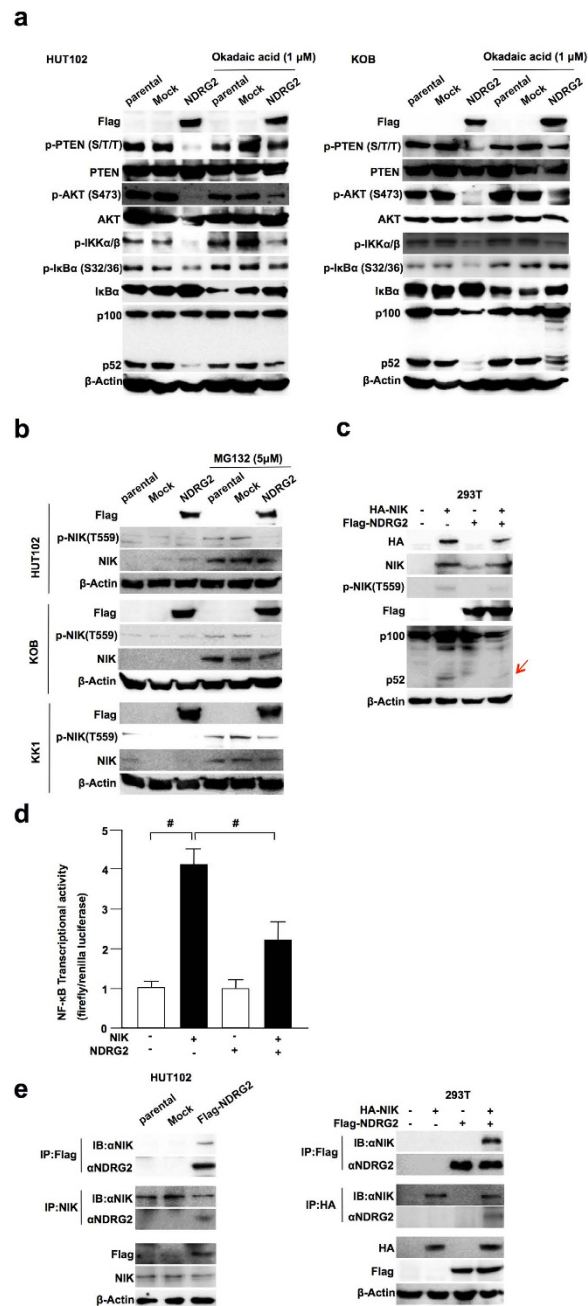 a
HUT102
Okadaic acid (1 µM)
parental Mock NDRG2 parental Mock NDRG2
Flag
p-PTEN (S/T/T)
PTEN
p-AKT (S473)
AKT
p-IKKα/β
p-IκBα (S32/36)
IκBα
p100
p52
β-Actin
KOB
Okadaic acid (1 µM)
parental Mock NDRG2 parental Mock NDRG2
Flag
p-PTEN (S/T/T)
PTEN
p-AKT (S473)
AKT
p-IKKα/β
p-IκBα (S32/36)
IκBα
p100
p52
β-Actin
b
MG132 (5µM)
parental Mock NDRG2 parental Mock NDRG2
HUT102
Flag
p-NIK(T559)
NIK
β-Actin
KOB
Flag
p-NIK(T559)
NIK
β-Actin
KK1
Flag
p-NIK(T559)
NIK
β-Actin
c
293T
HA-NIK - + - +
Flag-NDRG2 - - + +
HA
NIK
p-NIK(T559)
Flag
p100
p52
β-Actin
d
NF-κB Transcriptional activity
(firefly/renilla luciferase)
5
4
3
2
1
0
# #
NIK - + - +
NDRG2 - - + +
e
HUT102
parental Mock Flag-NDRG2
IP:Flag
IB:αNIK
αNDRG2
IP:NIK
IB:αNIK
αNDRG2
Flag
NIK
β-Actin
293T
HA-NIK - + - +
Flag-NDRG2 - - + +
IP:Flag
IB:αNIK
αNDRG2
IP:HA
IB:αNIK
αNDRG2
HA
Flag
β-Actin